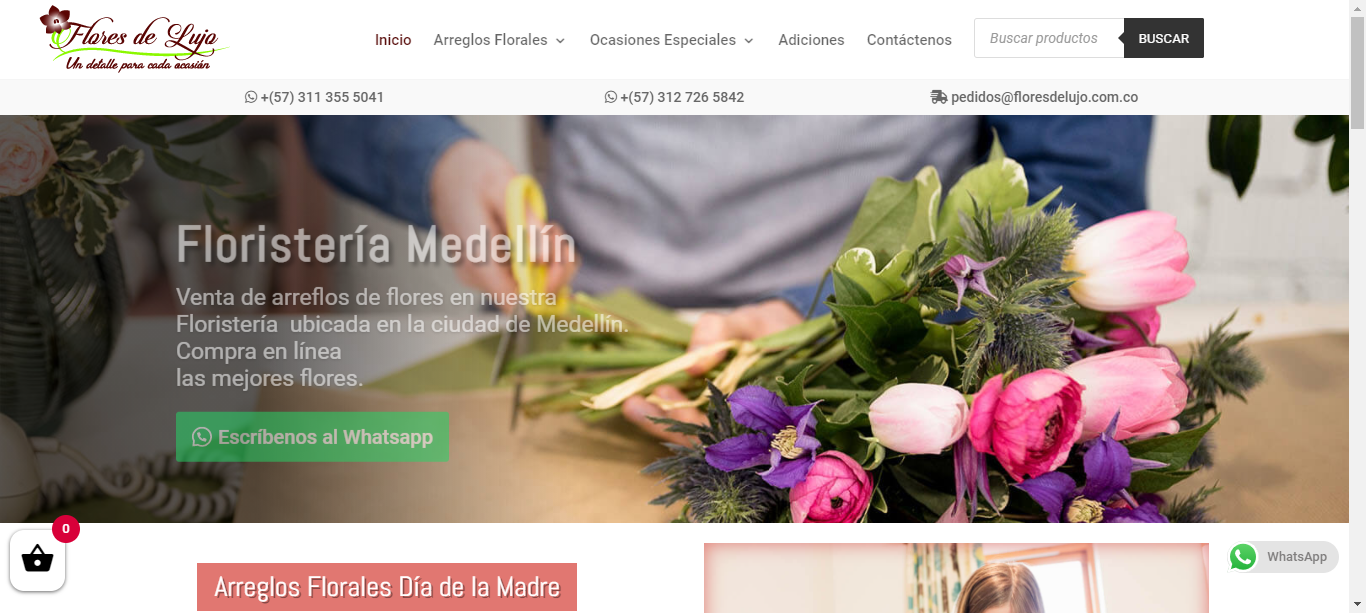 Flores de Lujo
Un detalle para cada acasián
Inicio
Arreglos Florales
Ocasiones Especiales
Adiciones
Contáctenos
Buscar productos
BUSCAR
+(57) 311 355 5041
+(57) 312 726 5842
pedidos@floresdelujo.com.co
Floristería Medellín
Venta de arreflos de flores en nuestra
Floristería ubicada en la ciudad de Medellín.
Compra en línea
las mejores flores.
Escríbenos al Whatsapp
0
WhatsApp
Arreglos Florales Día de la Madre